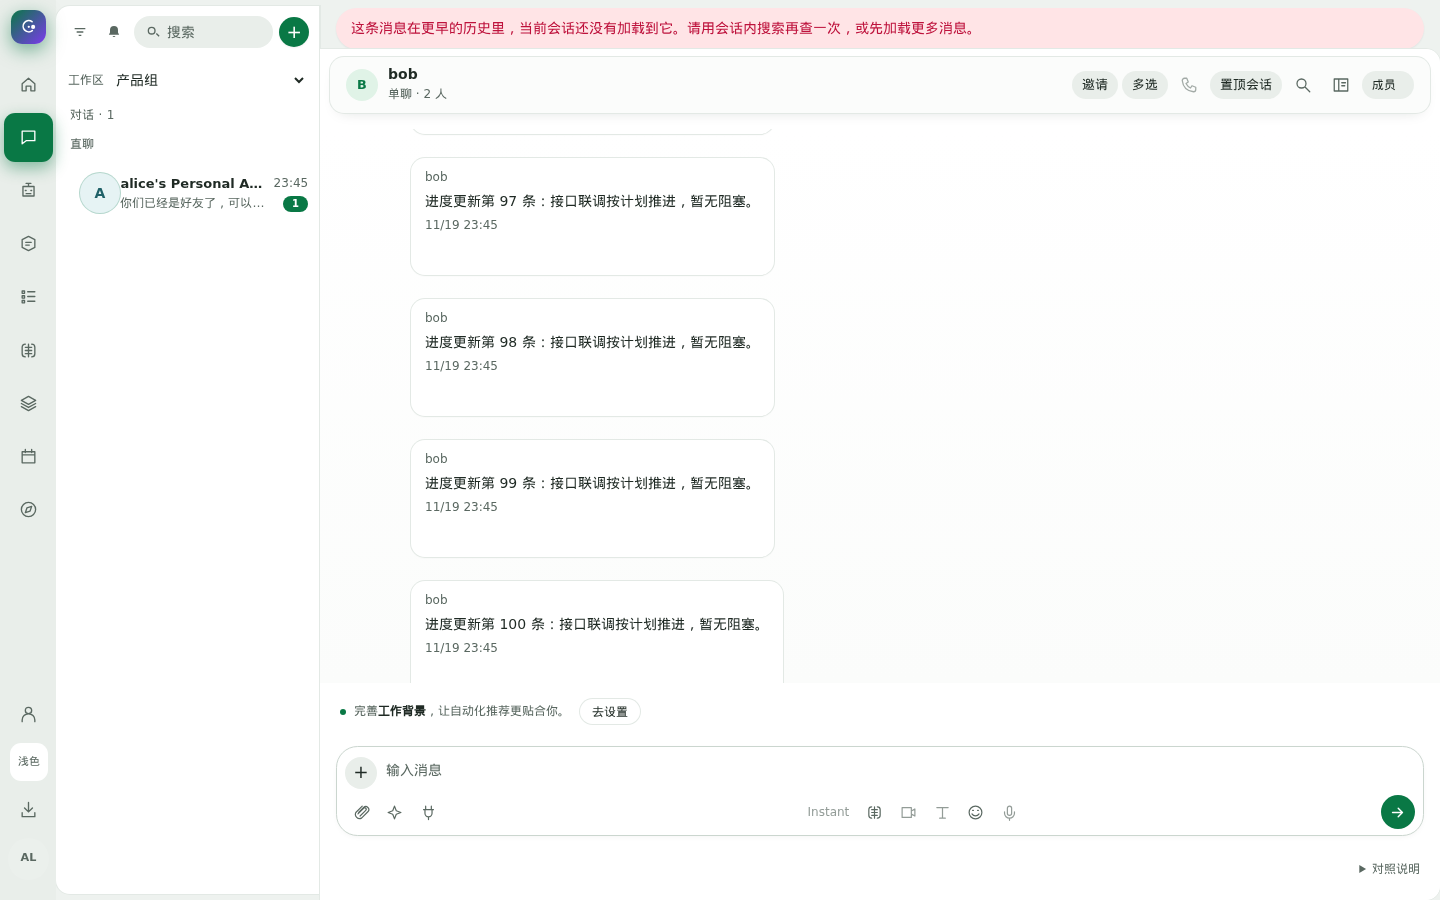 搜索
工作区 产品组
对话 · 1
直聊
A
alice's Personal A... 23:45
你们已经是好友了，可以... 1
浅色
AL
这条消息在更早的历史里，当前会话还没有加载到它。请用会话内搜索再查一次，或先加载更多消息。
B
bob
单聊 · 2 人
邀请 多选 置顶会话 成员
bob
进度更新第 97 条：接口联调按计划推进，暂无阻塞。
11/19 23:45
bob
进度更新第 98 条：接口联调按计划推进，暂无阻塞。
11/19 23:45
bob
进度更新第 99 条：接口联调按计划推进，暂无阻塞。
11/19 23:45
bob
进度更新第 100 条：接口联调按计划推进，暂无阻塞。
11/19 23:45
完善工作背景，让自动化推荐更贴合你。 去设置
输入消息
Instant
对照说明